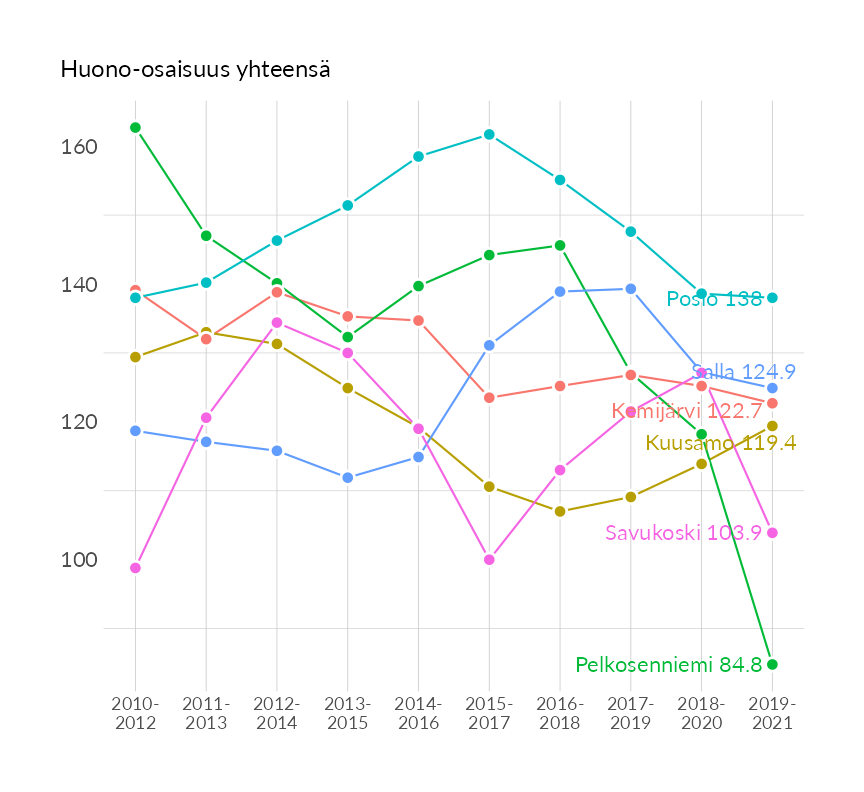 Huono-osaisuus yhteensä
160
140
120
100
Posio 138
Salla 124.9
Kemijärvi 122.7
Kuusamo 119.4
Savukoski 103.9
Pelkosenniemi 84.8
2010- 2011- 2012- 2013- 2014- 2015- 2016- 2017- 2018- 2019-
2012 2013 2014 2015 2016 2017 2018 2019 2020 2021